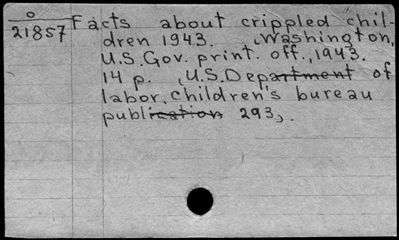 o
21857
Facts about crippled chil-
dren 1943. (Washington,
U.S. Gov. print. off., 1943.
14 p. (U.S. Department of
labor. Children's bureau
publication 293).